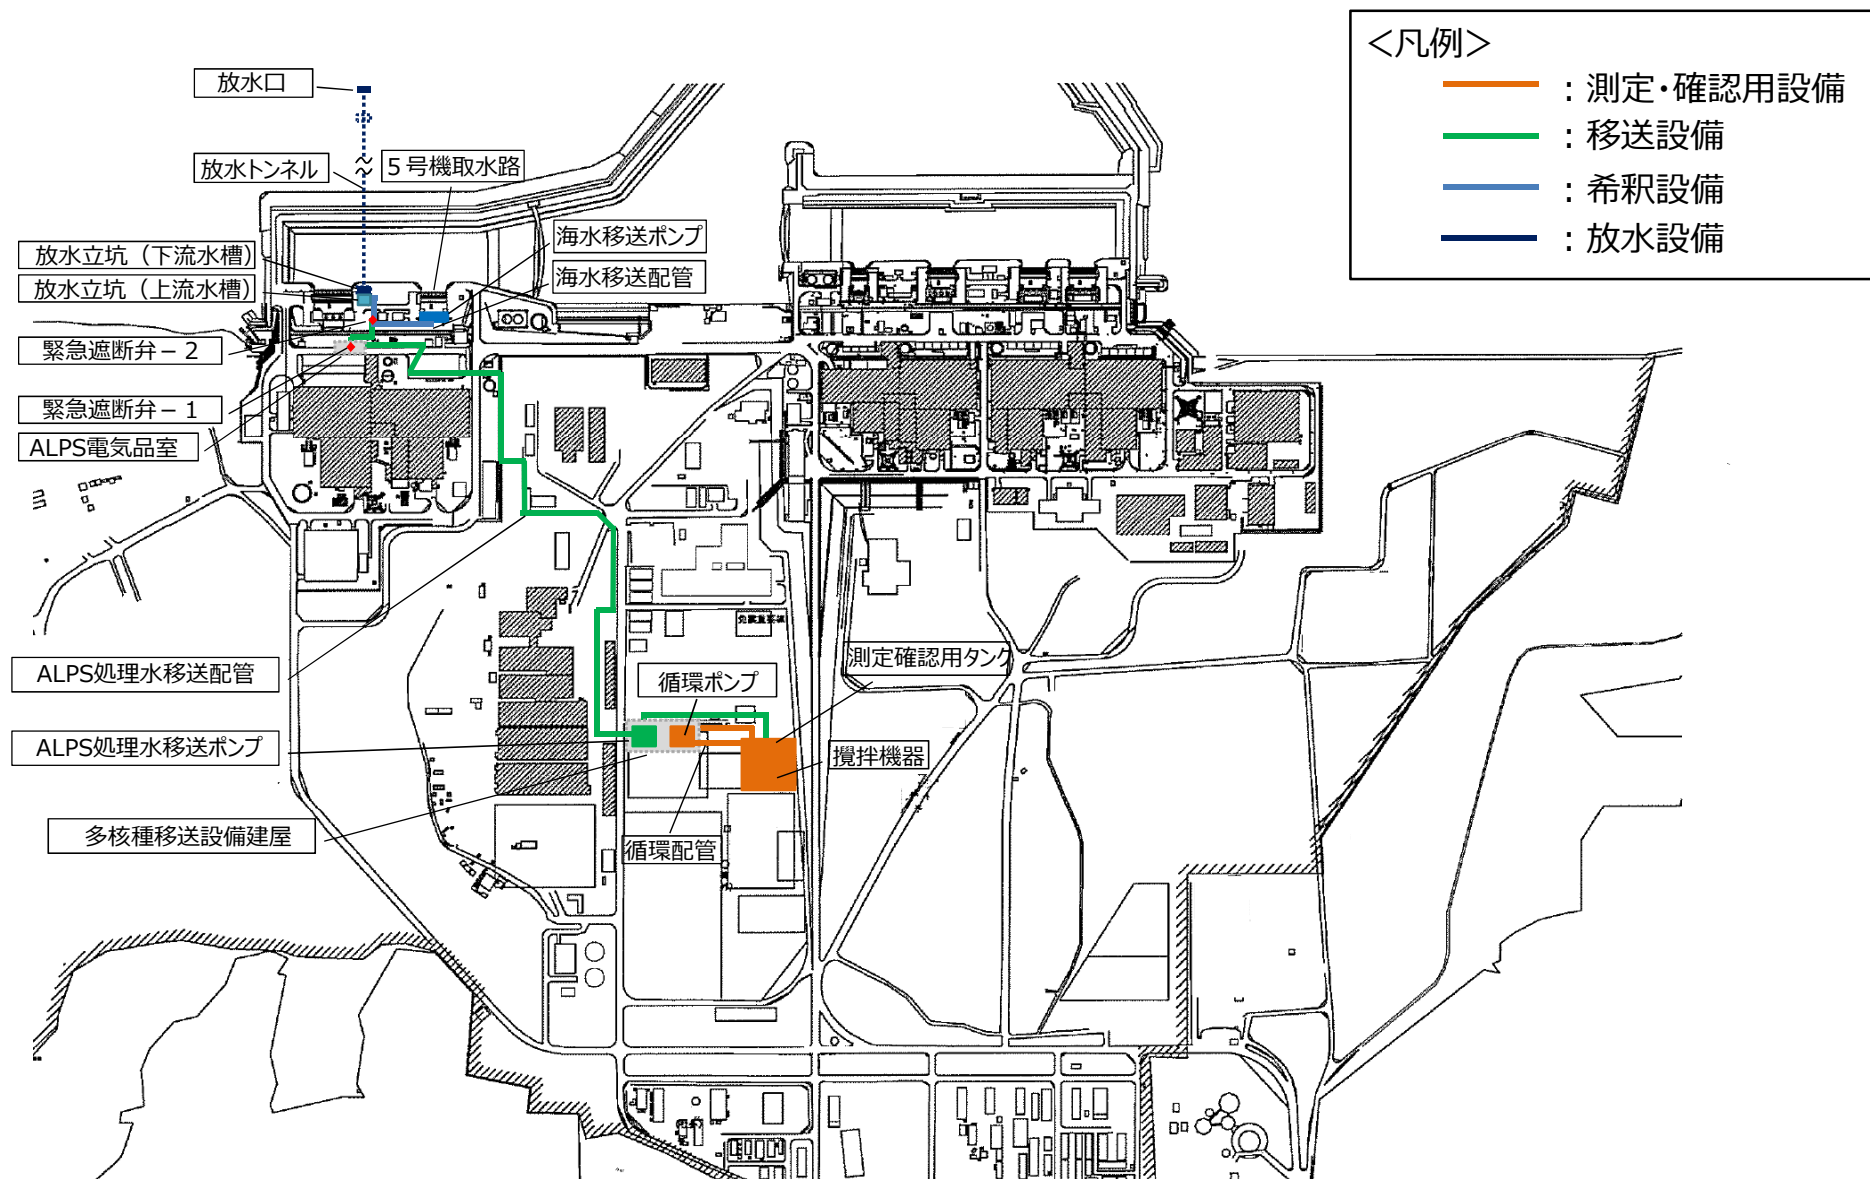 <凡例>
：測定・確認用設備
：移送設備
：希釈設備
：放水設備
放水口
放水トンネル
5号機取水路
海水移送ポンプ
海水移送配管
放水立坑（下流水槽）
放水立坑（上流水槽）
緊急遮断弁－2
緊急遮断弁－1
ALPS電気品室
ALPS処理水移送配管
測定確認用タンク
循環ポンプ
ALPS処理水移送ポンプ
攪拌機器
多核種移送設備建屋
循環配管